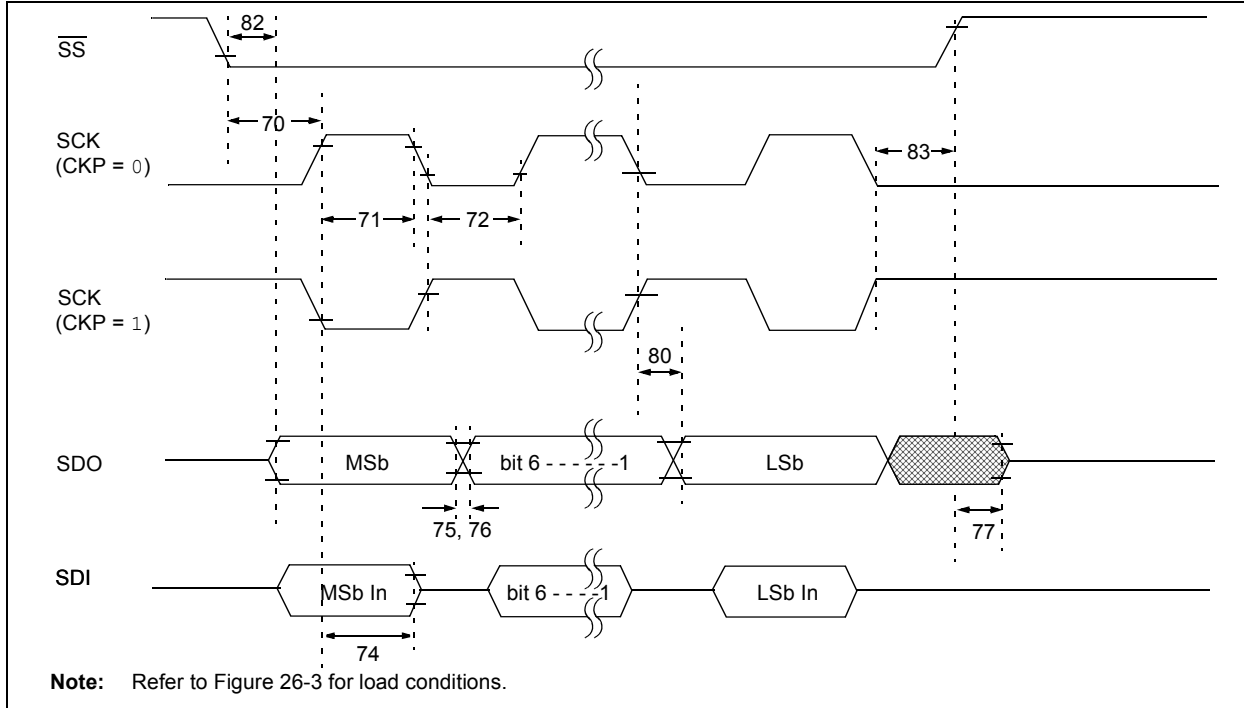 82
SS
70
SCK
(CKP = 0)
83
71
72
SCK
(CKP = 1)
80
SDO
MSb
bit 6 - - - - - -1
LSb
75, 76
77
SDI
MSb In
bit 6 - - - -1
LSb In
74
Note: Refer to Figure 26-3 for load conditions.